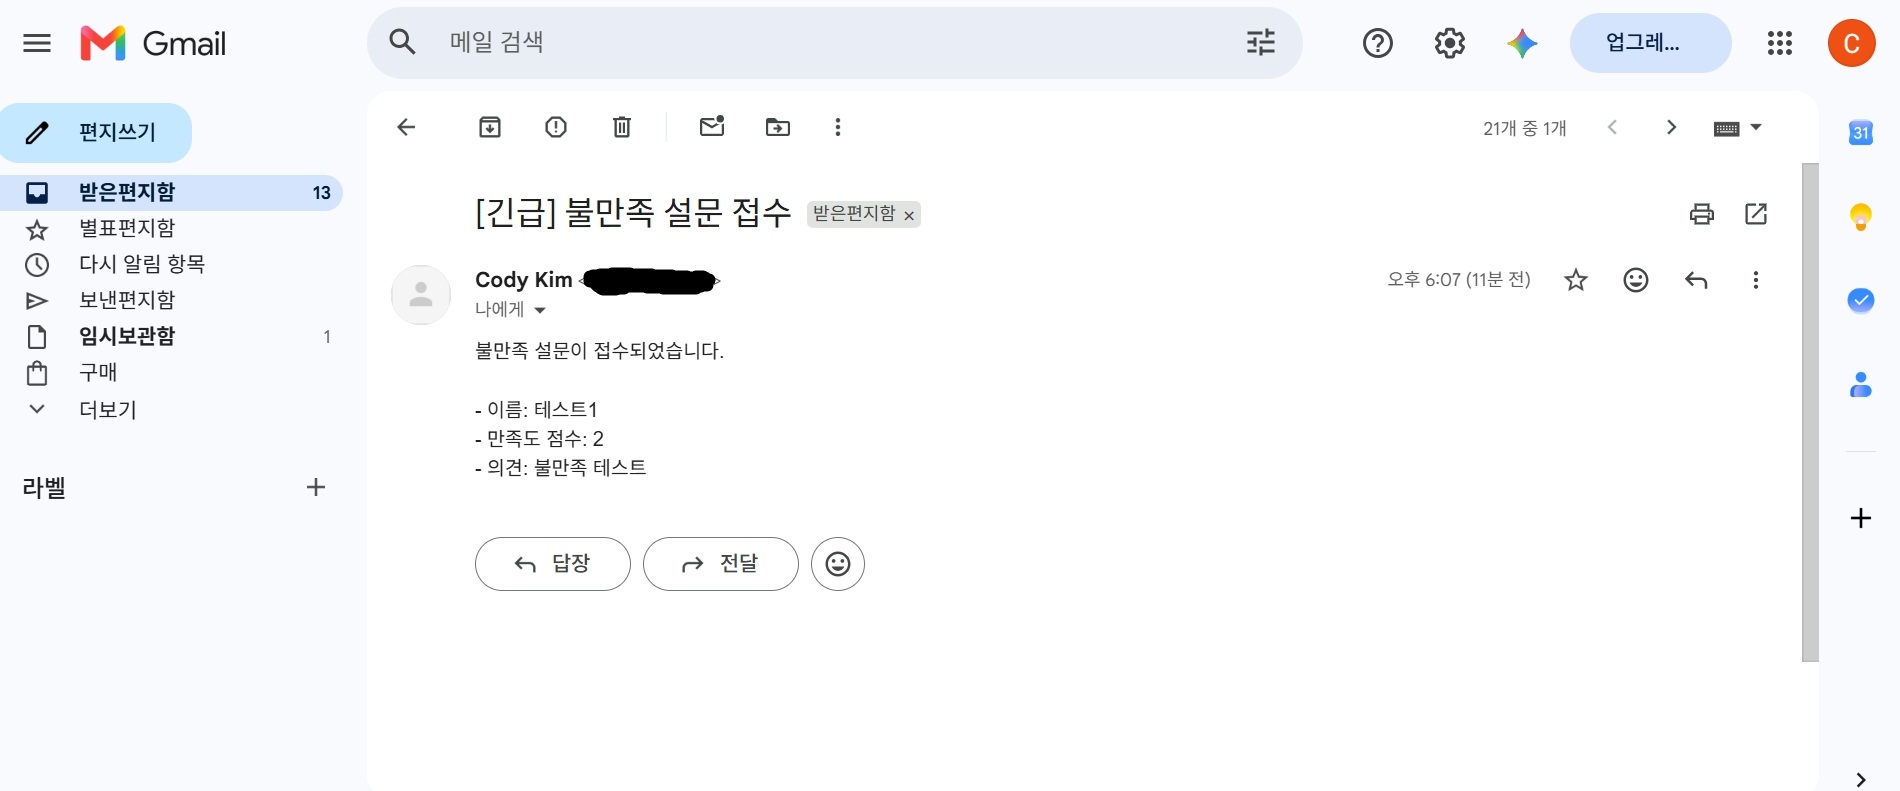 Gmail
메일 검색
업그레...
C
편지쓰기
받은편지함 13
별표편지함
다시 알림 항목
보낸편지함
임시보관함 1
구매
더보기
라벨
21개 중 1개
31
[긴급] 불만족 설문 접수 받은편지함 ×
Cody Kim < >
오후 6:07 (11분 전)
나에게
불만족 설문이 접수되었습니다.
- 이름: 테스트1
- 만족도 점수: 2
- 의견: 불만족 테스트
답장
전달